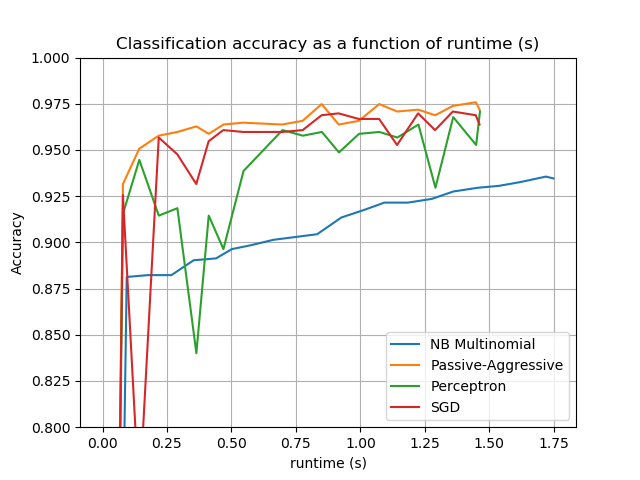 Classification accuracy as a function of runtime (s)
1.000
0.975
0.950
0.925
0.900
0.875
0.850
0.825
0.800
Accuracy
NB Multinomial
Passive-Aggressive
Perceptron
SGD
0.00 0.25 0.50 0.75 1.00 1.25 1.50 1.75
runtime (s)